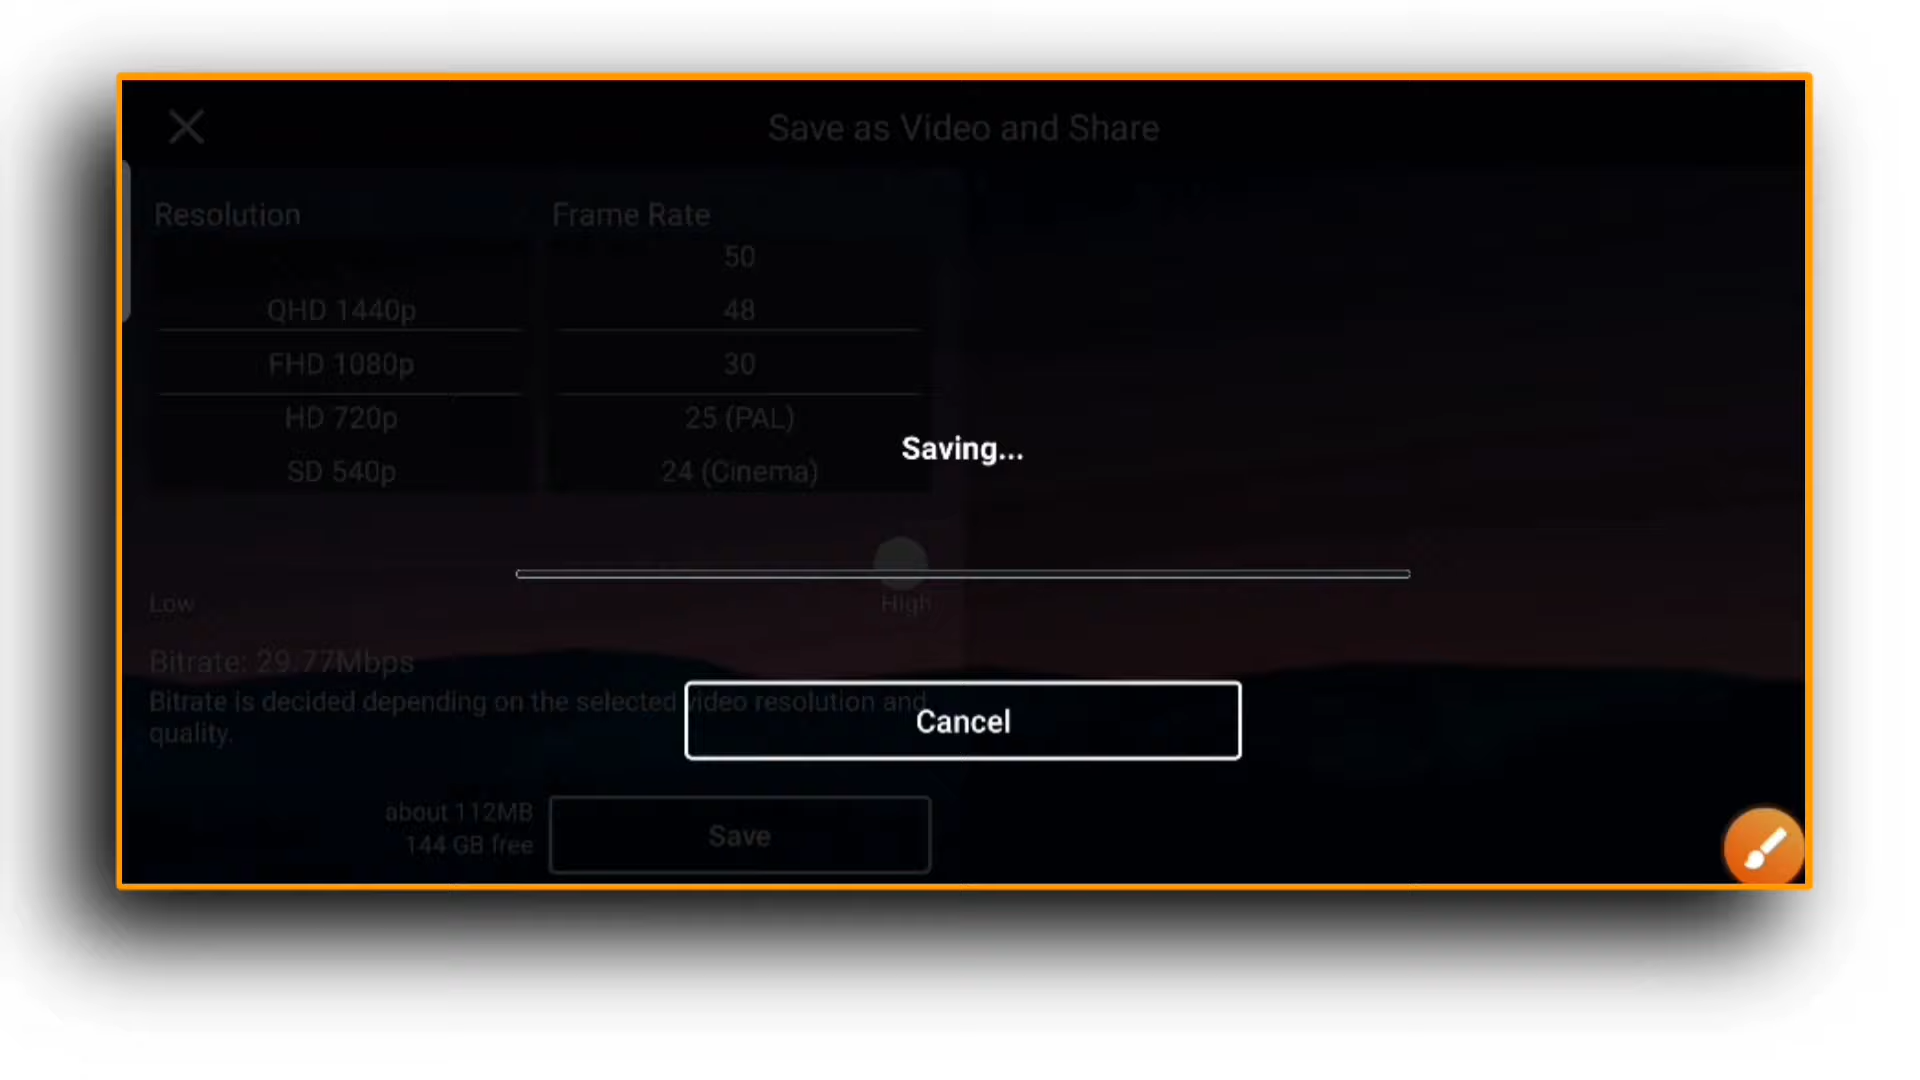 Save as Video and Share
Resolution
Frame Rate
50
QHD 1440p
48
FHD 1080p
30
HD 720p
25 (PAL)
SD 540p
24 (Cinema)
Saving...
Low
High
Bitrate: 29.77Mbps
Bitrate is decided depending on the selected video resolution and
quality.
Cancel
about 112MB
144 GB free
Save